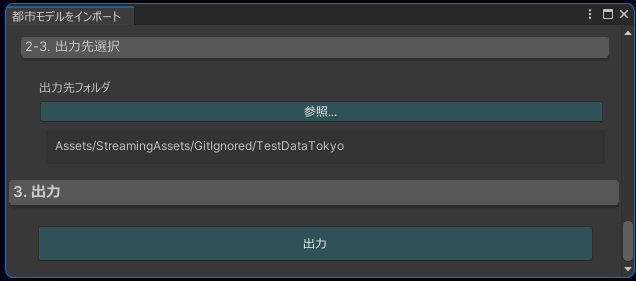 都市モデルをインポート
2-3. 出力先選択
出力先フォルダ
参照...
Assets/StreamingAssets/GitIgnored/TestDataTokyo
3. 出力
出力